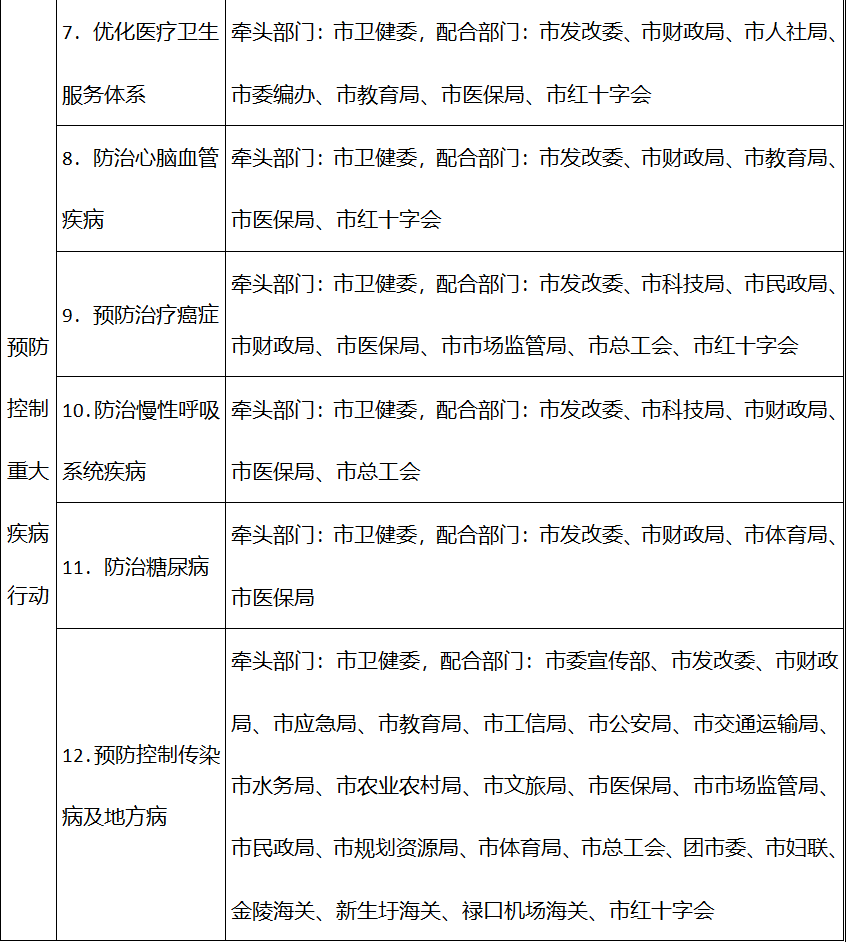 预防
控制
重大
疾病
行动
7．优化医疗卫生
服务体系
牵头部门：市卫健委，配合部门：市发改委、市财政局、市人社局、
市委编办、市教育局、市医保局、市红十字会
8．防治心脑血管
疾病
牵头部门：市卫健委，配合部门：市发改委、市财政局、市教育局、
市医保局、市红十字会
9．预防治疗癌症
牵头部门：市卫健委，配合部门：市发改委、市科技局、市民政局、
市财政局、市医保局、市市场监管局、市总工会、市红十字会
10.防治慢性呼吸
系统疾病
牵头部门：市卫健委，配合部门：市发改委、市科技局、市财政局、
市医保局、市总工会
11．防治糖尿病
牵头部门：市卫健委，配合部门：市发改委、市财政局、市体育局、
市医保局
12.预防控制传染
病及地方病
牵头部门：市卫健委，配合部门：市委宣传部、市发改委、市财政
局、市应急局、市教育局、市工信局、市公安局、市交通运输局、
市水务局、市农业农村局、市文旅局、市医保局、市市场监管局、
市民政局、市规划资源局、市体育局、市总工会、团市委、市妇联、
金陵海关、新生圩海关、禄口机场海关、市红十字会